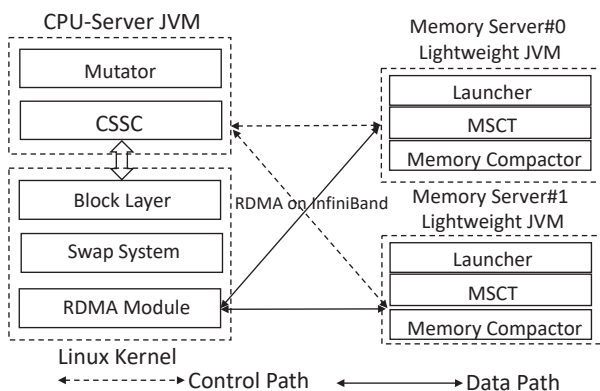 CPU-Server JVM
Mutator
CSSC
Block Layer
Swap System
RDMA Module
Linux Kernel
RDMA on InfiniBand
Memory Server#0
Lightweight JVM
Launcher
MSCT
Memory Compactor
Memory Server#1
Lightweight JVM
Launcher
MSCT
Memory Compactor
Control Path
Data Path